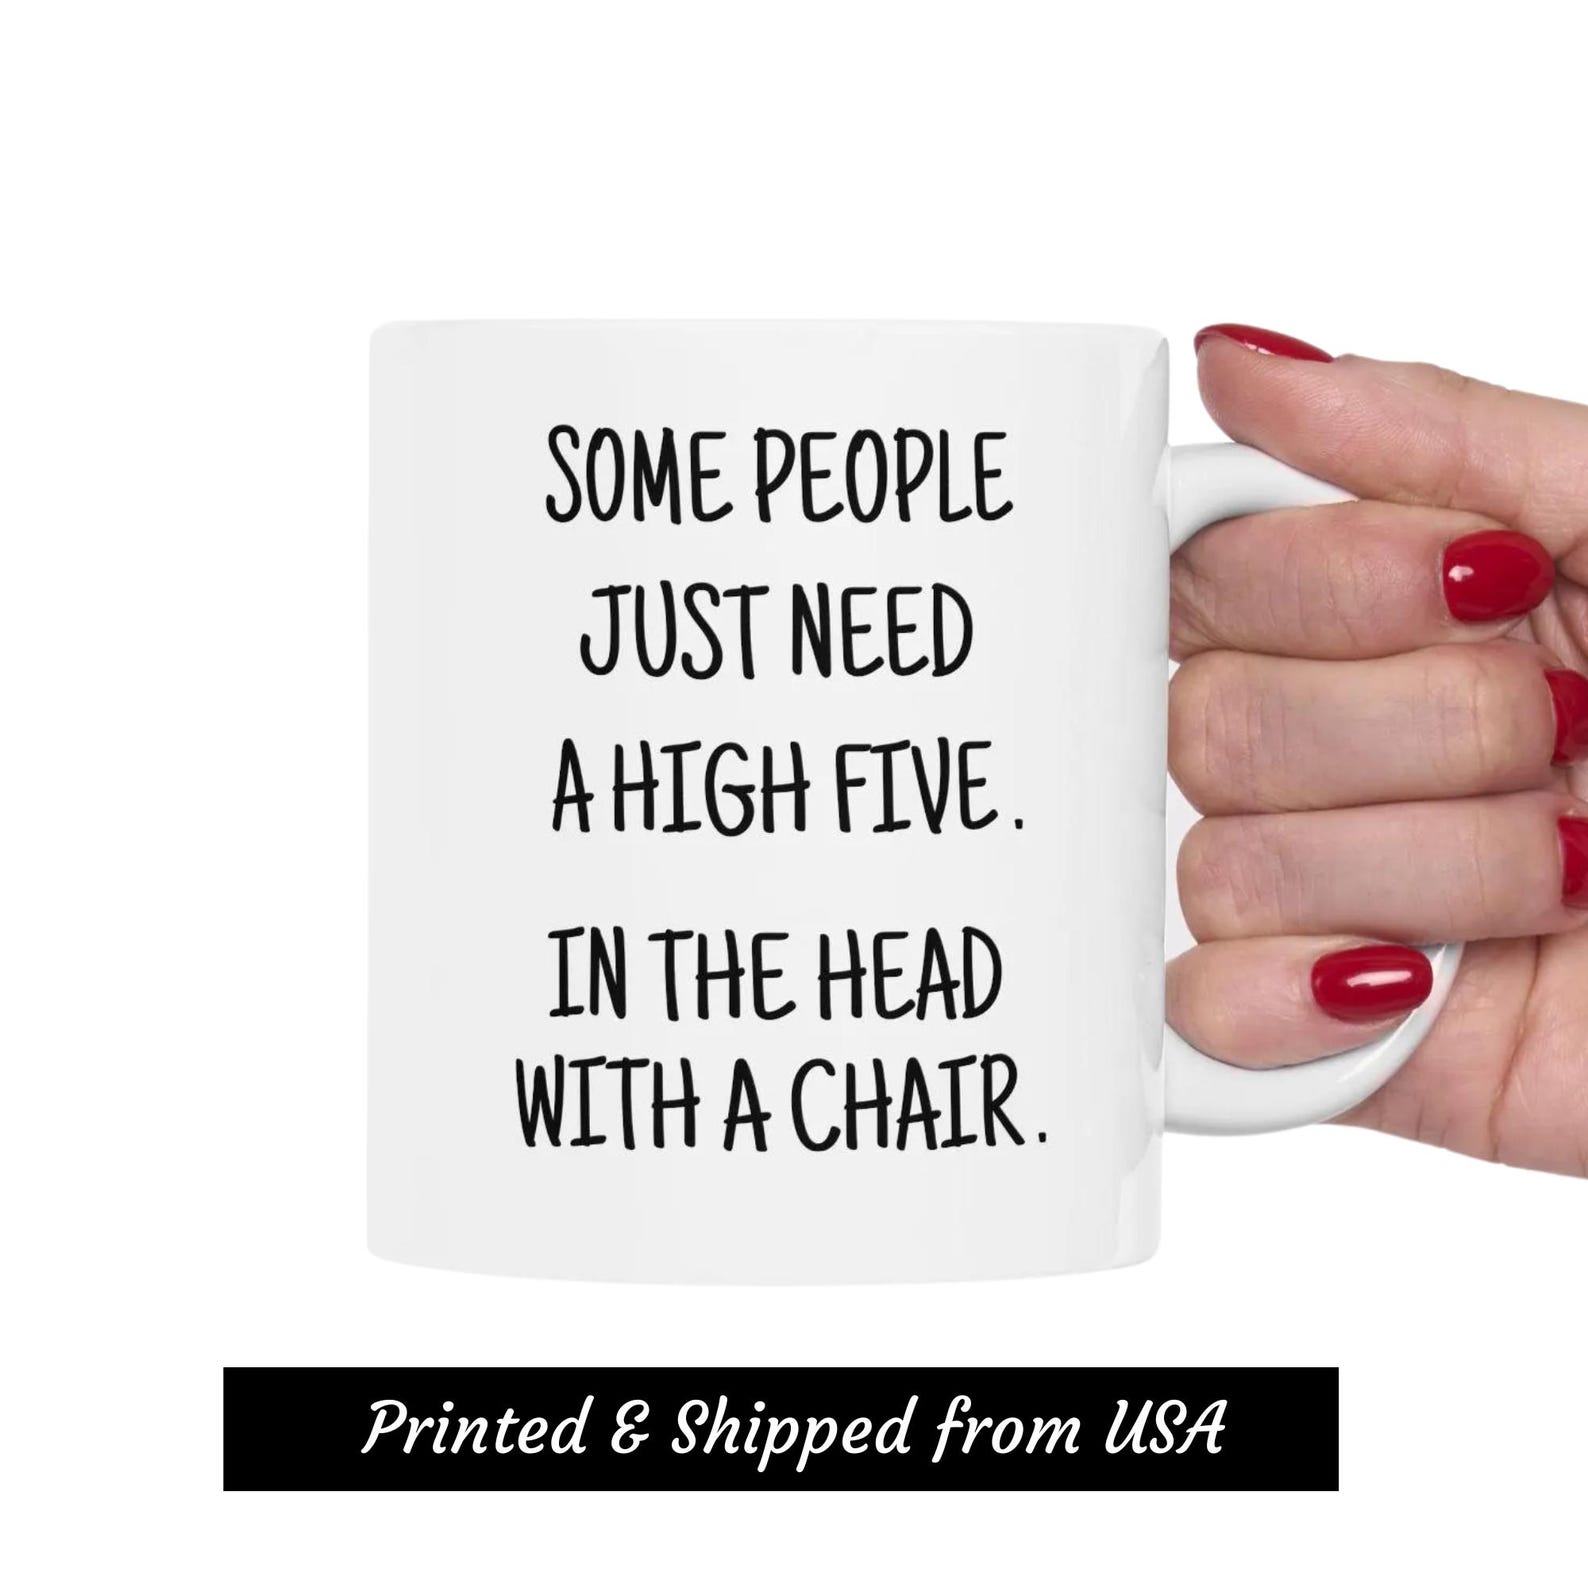 SOME PEOPLE
JUST NEED
A HIGH FIVE.
IN THE HEAD
WITH A CHAIR.
Printed & Shipped from USA